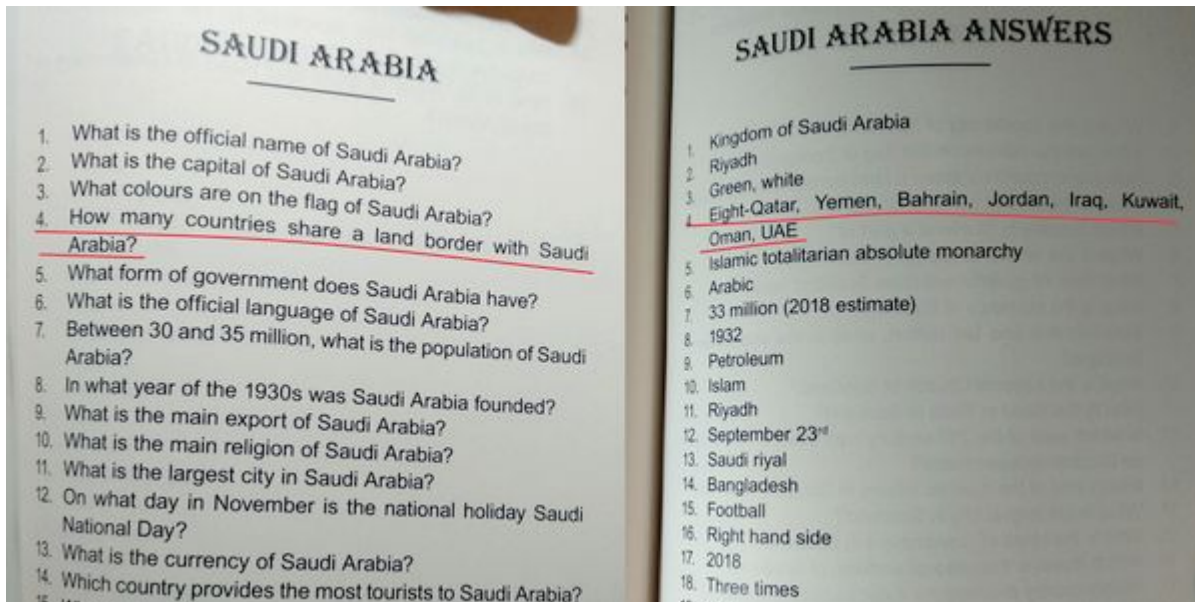 SAUDI ARABIA
1. What is the official name of Saudi Arabia?
2. What is the capital of Saudi Arabia?
3. What colours are on the flag of Saudi Arabia?
4. How many countries share a land border with Saudi
Arabia?
5. What form of government does Saudi Arabia have?
6. What is the official language of Saudi Arabia?
7. Between 30 and 35 million, what is the population of Saudi
Arabia?
8. In what year of the 1930s was Saudi Arabia founded?
9. What is the main export of Saudi Arabia?
10. What is the main religion of Saudi Arabia?
11. What is the largest city in Saudi Arabia?
12. On what day in November is the national holiday Saudi
National Day?
13. What is the currency of Saudi Arabia?
14. Which country provides the most tourists to Saudi Arabia?
SAUDI ARABIA ANSWERS
1. Kingdom of Saudi Arabia
2. Riyadh
3. Green, white
4. Eight-Qatar, Yemen, Bahrain, Jordan, Iraq, Kuwait,
Oman, UAE
5. Islamic totalitarian absolute monarchy
6. Arabic
7. 33 million (2018 estimate)
8. 1932
9. Petroleum
10. Islam
11. Riyadh
12. September 23rd
13. Saudi riyal
14. Bangladesh
15. Football
16. Right hand side
17. 2018
18. Three times